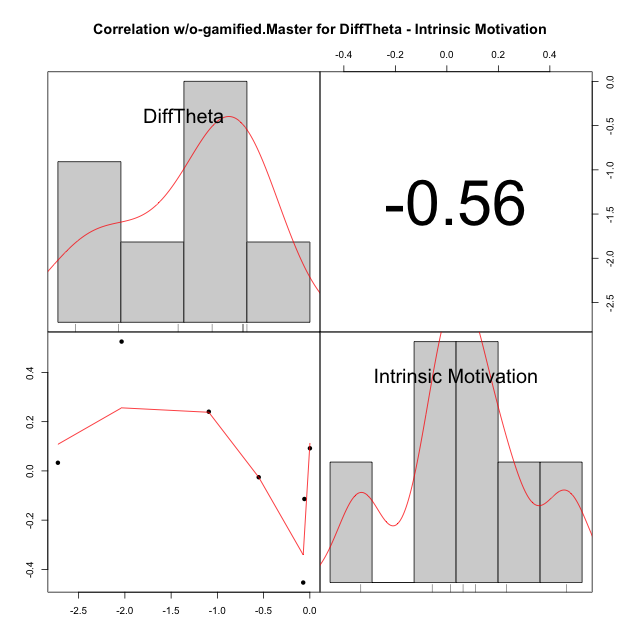 Correlation w/o-gamified.Master for DiffTheta - Intrinsic Motivation
-0.4 -0.2 0.0 0.2 0.4
DiffTheta
-0.56
0.0
-0.5
-1.0
-1.5
-2.0
-2.5
0.4
0.2
0.0
-0.2
-0.4
Intrinsic Motivation
-2.5 -2.0 -1.5 -1.0 -0.5 0.0